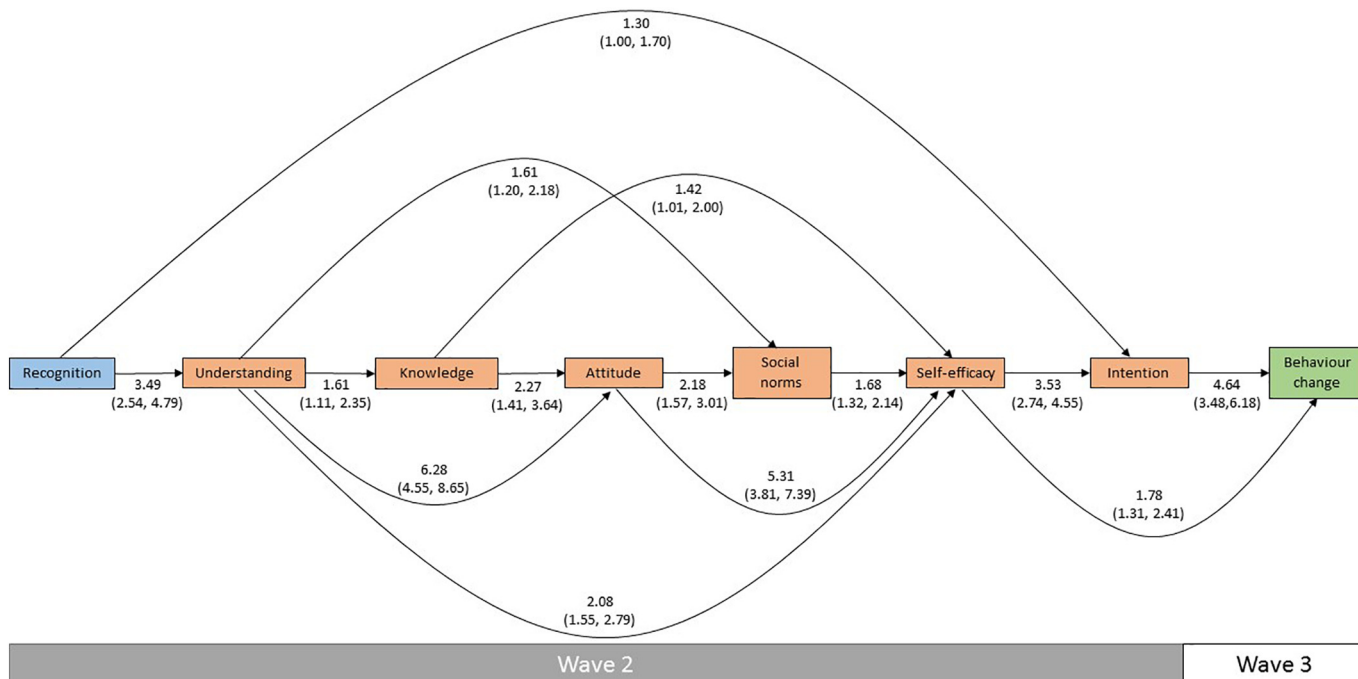 1.30
(1.00, 1.70)
1.61
(1.20, 2.18)
1.42
(1.01, 2.00)
Recognition
3.49
(2.54, 4.79)
Understanding
1.61
(1.11, 2.35)
Knowledge
2.27
(1.41, 3.64)
Attitude
2.18
(1.57, 3.01)
Social
norms
1.68
(1.32, 2.14)
Self-efficacy
3.53
(2.74, 4.55)
Intention
4.64
(3.48,6.18)
Behaviour
change
6.28
(4.55, 8.65)
5.31
(3.81, 7.39)
1.78
(1.31, 2.41)
2.08
(1.55, 2.79)
Wave 2
Wave 3